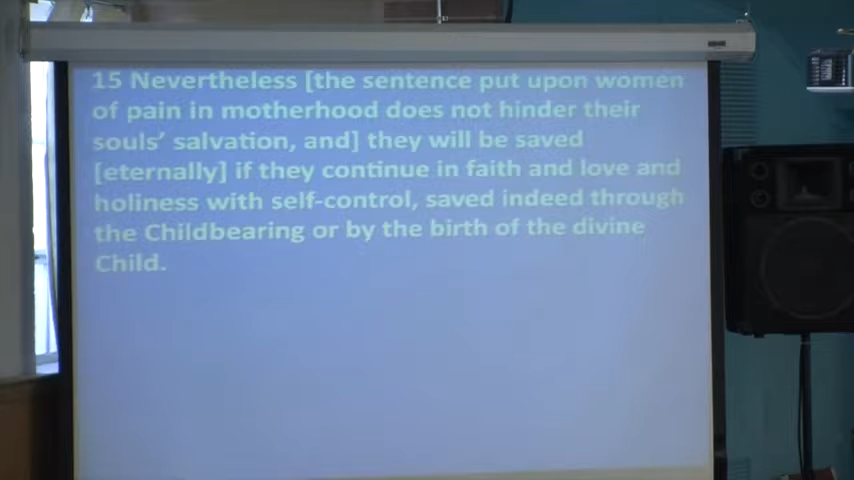 15 Nevertheless [the sentence put upon women
of pain in motherhood does not hinder their
souls’ salvation, and] they will be saved
[eternally] if they continue in faith and love and
holiness with self-control, saved indeed through
the Childbearing or by the birth of the divine
Child.